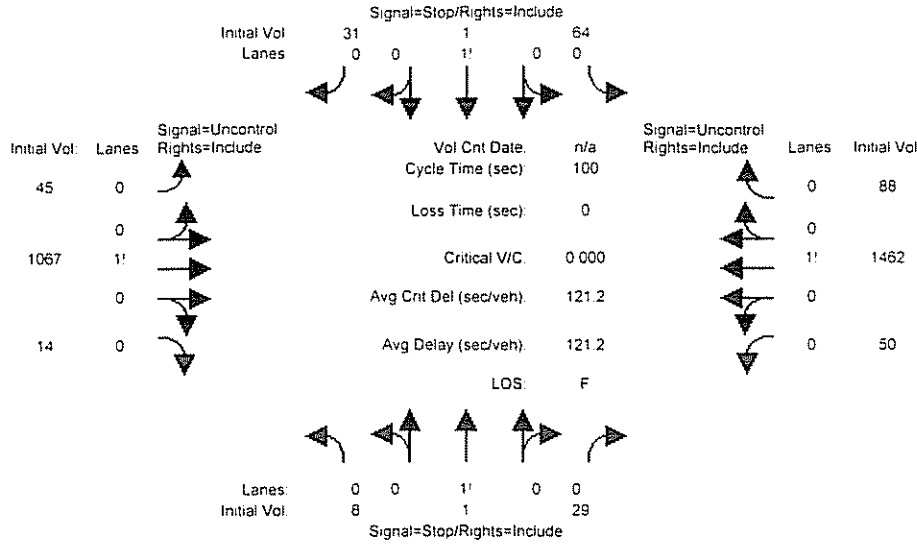 Signal=Stop/Rights=Include
Initial Vol 31 1 64
Lanes 0 0 1! 0 0
Signal=Uncontrol
Initial Vol: Lanes Rights=Include
Vol Cnt Date: n/a
Signal=Uncontrol
Rights=Include Lanes Initial Vol
Cycle Time (sec): 100
45 0
0 88
Loss Time (sec): 0
0
0
1067 1!
Critical V/C: 0 000
1! 1462
0
Avg Crit Del (sec/veh): 121.2
0
14 0
Avg Delay (sec/veh): 121.2
0 50
LOS: F
Lanes: 0 0 1! 0 0
Initial Vol: 8 1 29
Signal=Stop/Rights=Include